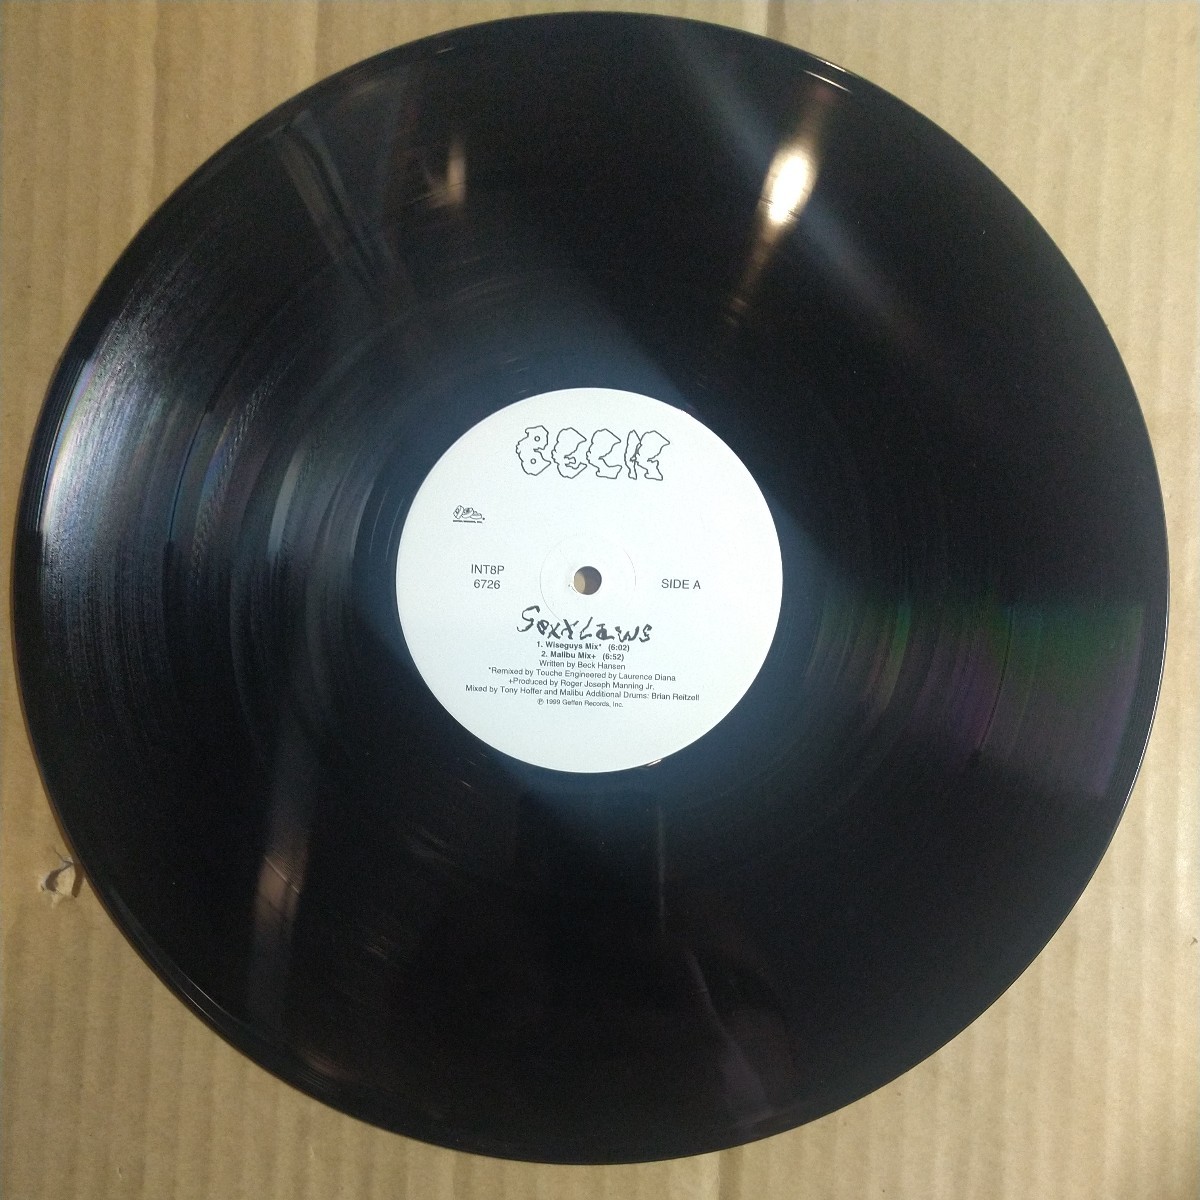 BECK
INT8P
6726
SIDE A
Sexx Laws
1. Wiseguys Mix* (6:02)
2. Malibu Mix+ (6:52)
Written by Beck Hansen
*Remixed by Touche Engineered by Laurence Diana
+Produced by Roger Joseph Manning Jr.
Mixed by Tony Hoffer and Malibu Additional Drums: Brian Reitzell
℗ 1999 Geffen Records, Inc.